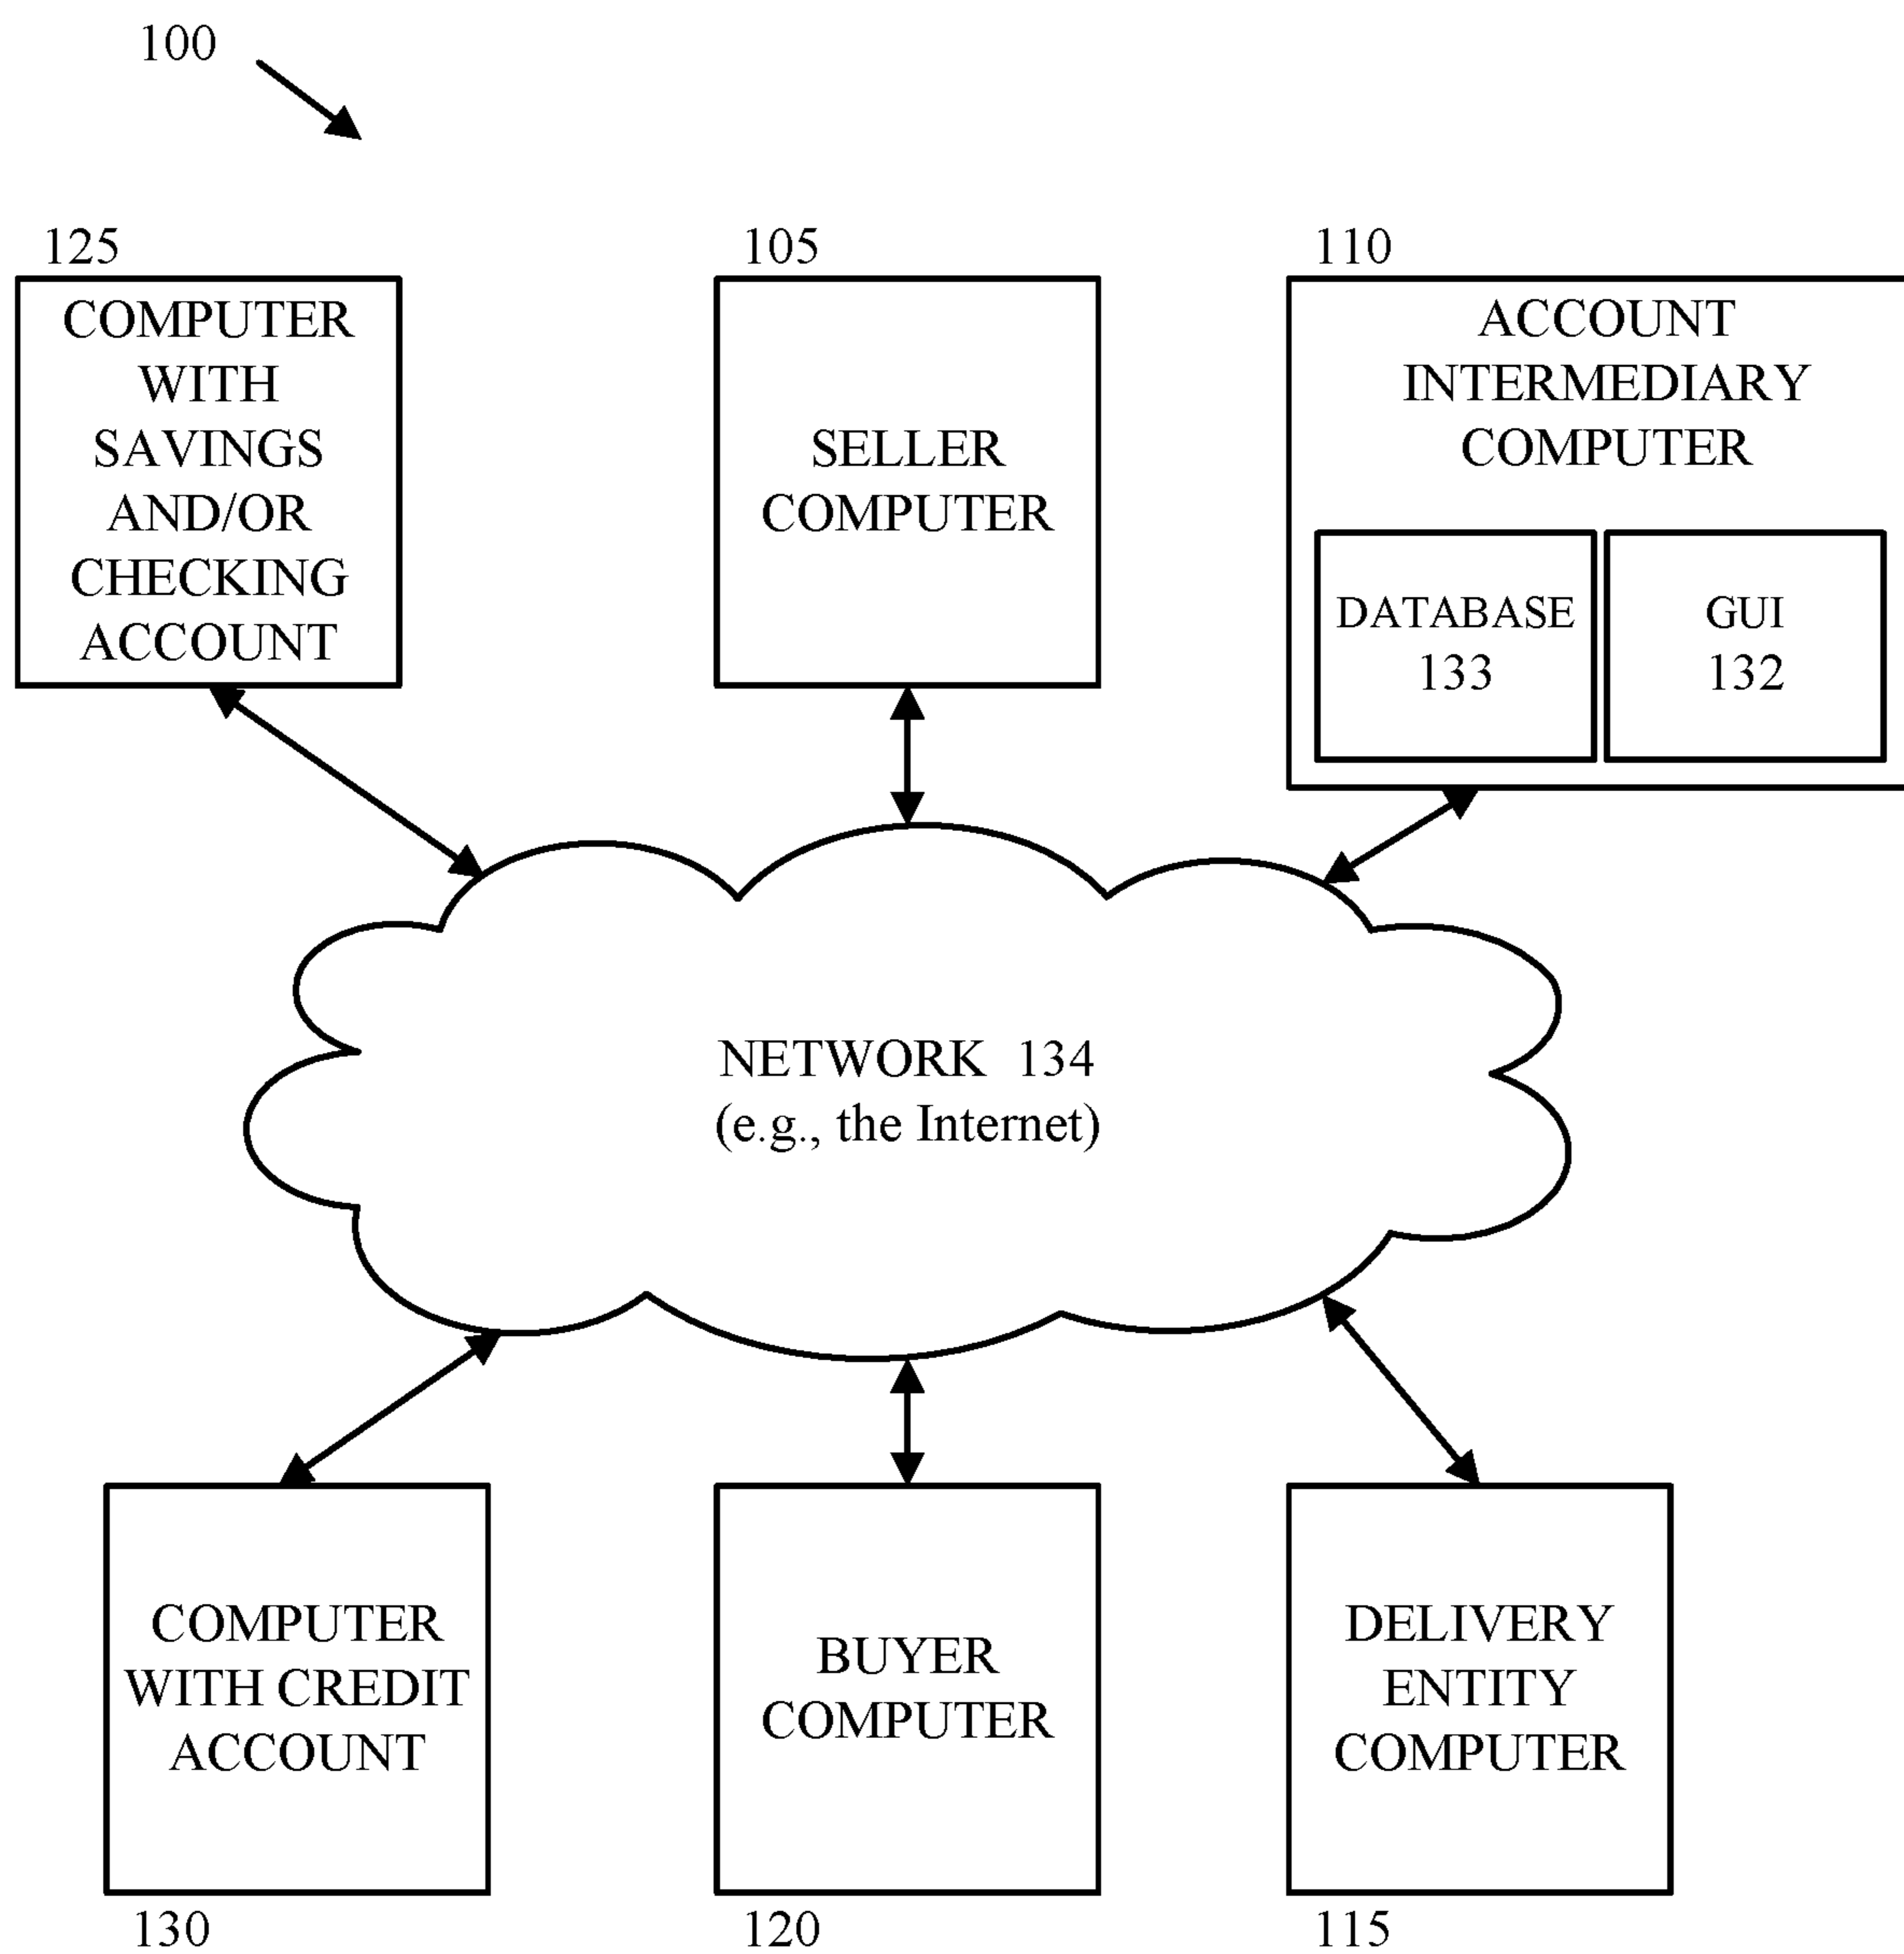 100
125
COMPUTER
WITH
SAVINGS
AND/OR
CHECKING
ACCOUNT
105
SELLER
COMPUTER
110
ACCOUNT
INTERMEDIARY
COMPUTER
DATABASE
133
GUI
132
NETWORK 134
(e.g., the Internet)
COMPUTER
WITH CREDIT
ACCOUNT
130
BUYER
COMPUTER
120
DELIVERY
ENTITY
COMPUTER
115